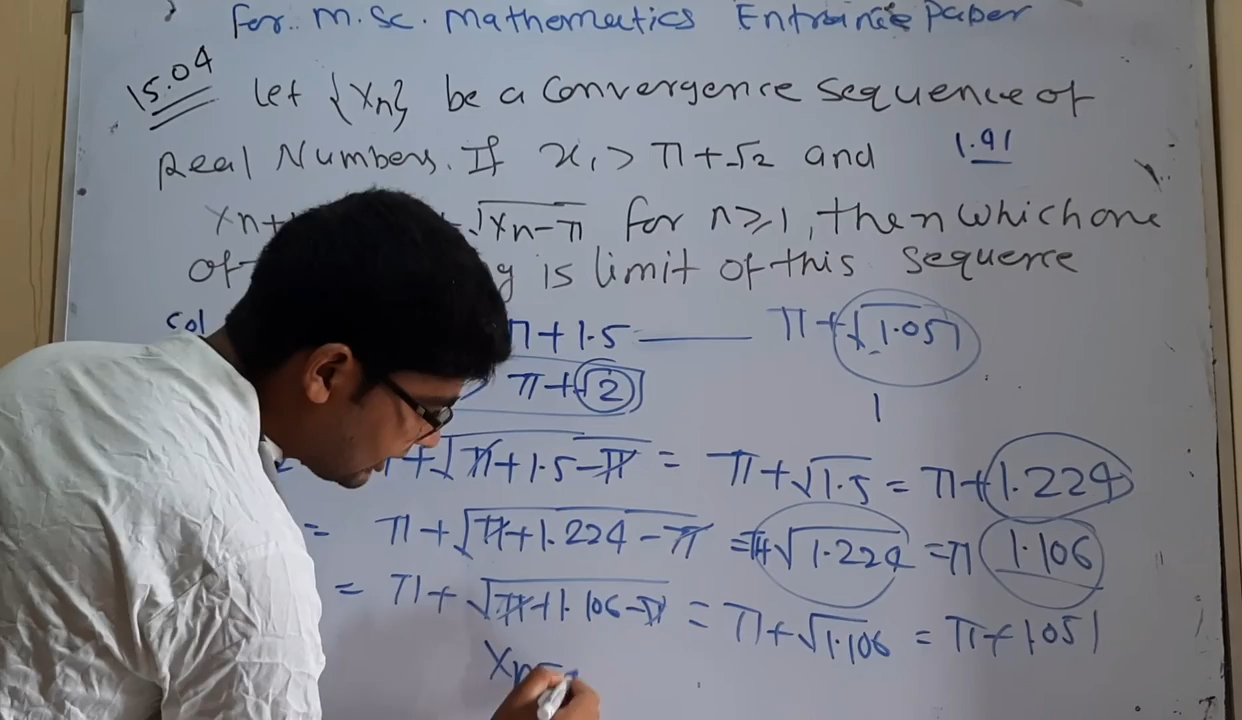 for.. M.Sc. Mathematics Entrance Paper
15.04
Let {Xn} be a Convergence Sequence of
Real Numbers. If x₁ > π+√2 and 1.91
Xn+ √Xn-π for n≥1, then which one
of is limit of this Sequence
Sol π+1.5 π+√1.051
π+√2 1
+√π+1.5-π = π+√1.5 = π+1.224
= π+√π+1.224-π = π+√1.224 = π 1.106
= π+√π+1.106-π = π+√1.106 = π+1051
Xn=